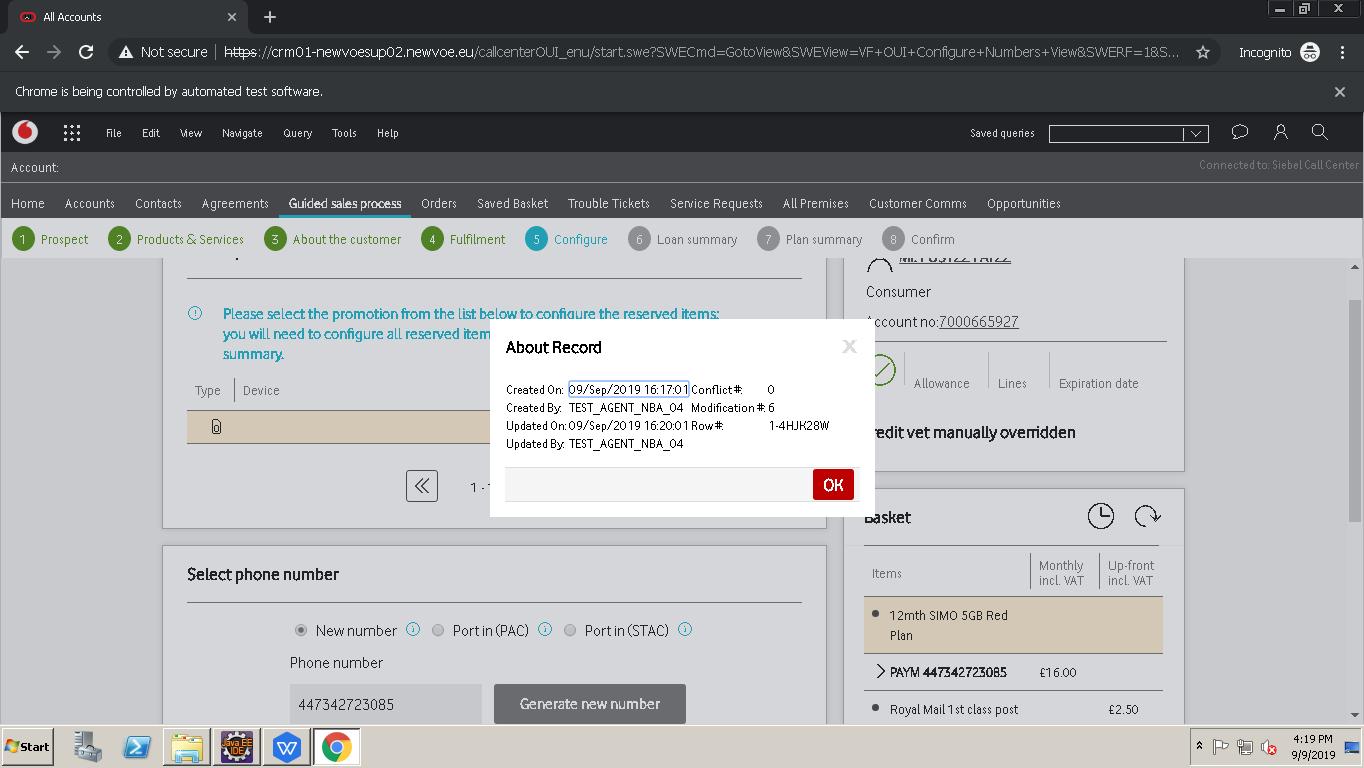 All Accounts
Not secure
https://crm01-newvoesup02.newvoe.eu/callcenterOUI_enu/start.swe?SWECmd=GotoView&SWEView=VF+OUI+Configure+Numbers+View&SWERF=1&S...
Incognito
Chrome is being controlled by automated test software.
File Edit View Navigate Query Tools Help
Saved queries
Account:
Connected to: Siebel Call Center
Home Accounts Contacts Agreements Guided sales process Orders Saved Basket Trouble Tickets Service Requests All Premises Customer Comms Opportunities
1 Prospect 2 Products & Services 3 About the customer 4 Fulfilment 5 Configure 6 Loan summary 7 Plan summary 8 Confirm
Please select the promotion from the list below to configure the reserved items:
you will need to configure all reserved item
summary.
Type Device
1 -
About Record
X
Created On: 09/Sep/2019 16:17:01 Conflict #: 0
Created By: TEST_AGENT_NBA_04 Modification #: 6
Updated On: 09/Sep/2019 16:20:01 Row #: 1-4HJK28W
Updated By: TEST_AGENT_NBA_04
OK
Consumer
Account no:7000665927
Allowance Lines Expiration date
redit vet manually overridden
Basket
Items
Monthly incl. VAT
Up-front incl. VAT
12mth SIMO 5GB Red
Plan
PAYM 447342723085 £16.00
Royal Mail 1st class post £2.50
Select phone number
New number Port in (PAC) Port in (STAC)
Phone number
447342723085
Generate new number
Start
Java EE
IDE
4:19 PM
9/9/2019